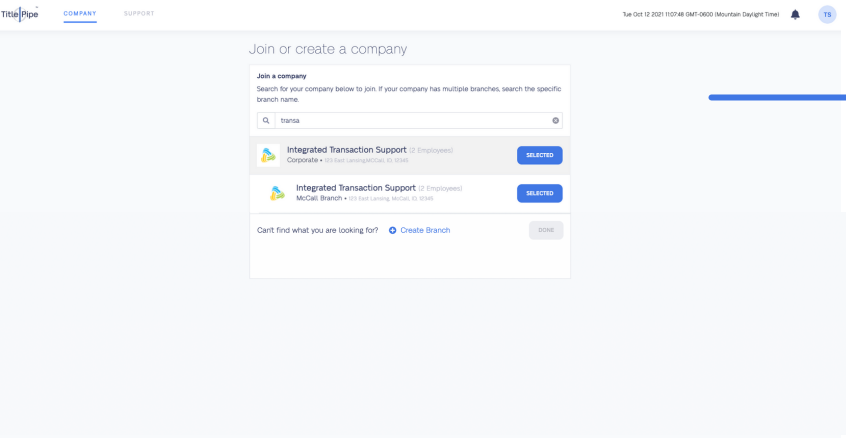 Title Pipe
COMPANY
SUPPORT
Tue Oct 12 2021 11:07:48 GMT-0600 (Mountain Daylight Time)
TS
Join or create a company
Join a company
Search for your company below to join. If your company has multiple branches, search the specific
branch name.
transa
Integrated Transaction Support (2 Employees)
Corporate • 123 East Lansing,McCall, ID, 12345
SELECTED
Integrated Transaction Support (2 Employees)
McCall Branch • 123 East Lansing, McCall, ID, 12345
SELECTED
Can't find what you are looking for?
Create Branch
DONE